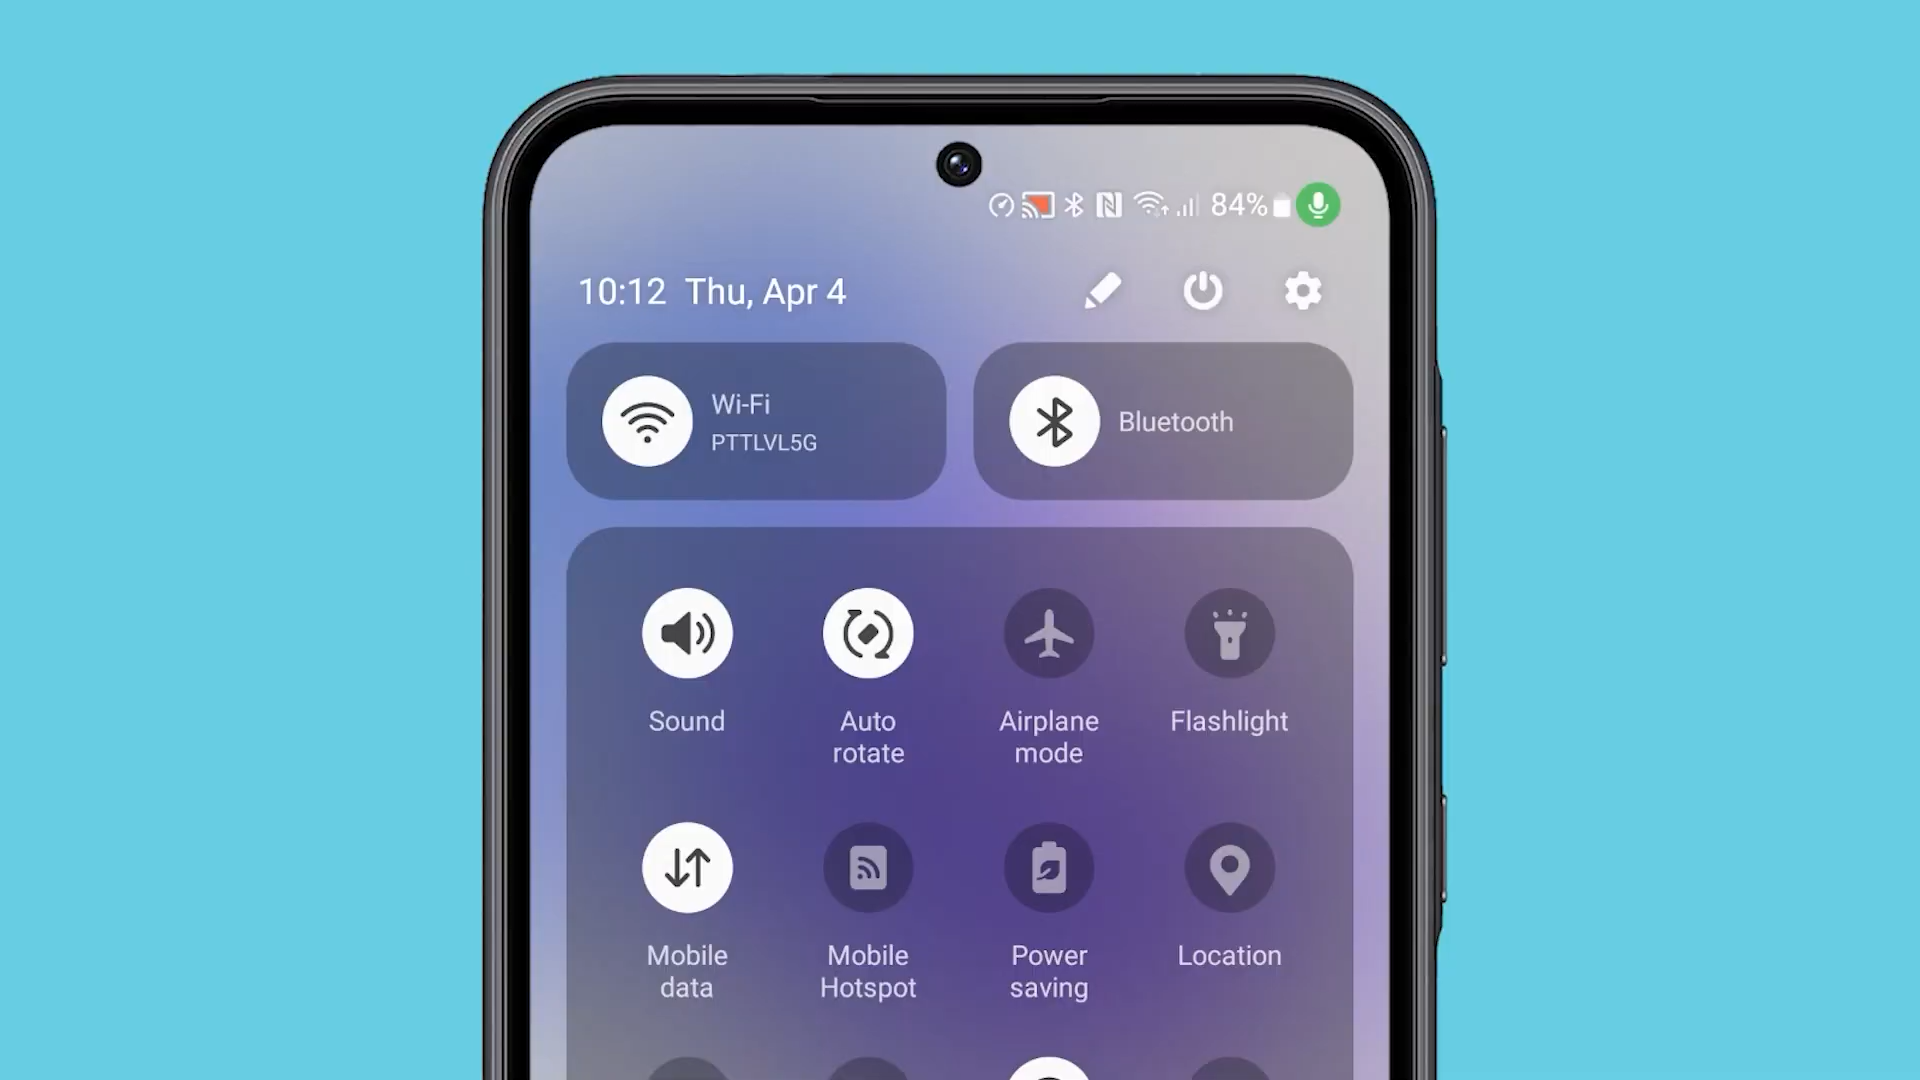 84%
10:12 Thu, Apr 4
Wi-Fi
PTTLVL5G
Bluetooth
Sound
Auto
rotate
Airplane
mode
Flashlight
Mobile
data
Mobile
Hotspot
Power
saving
Location